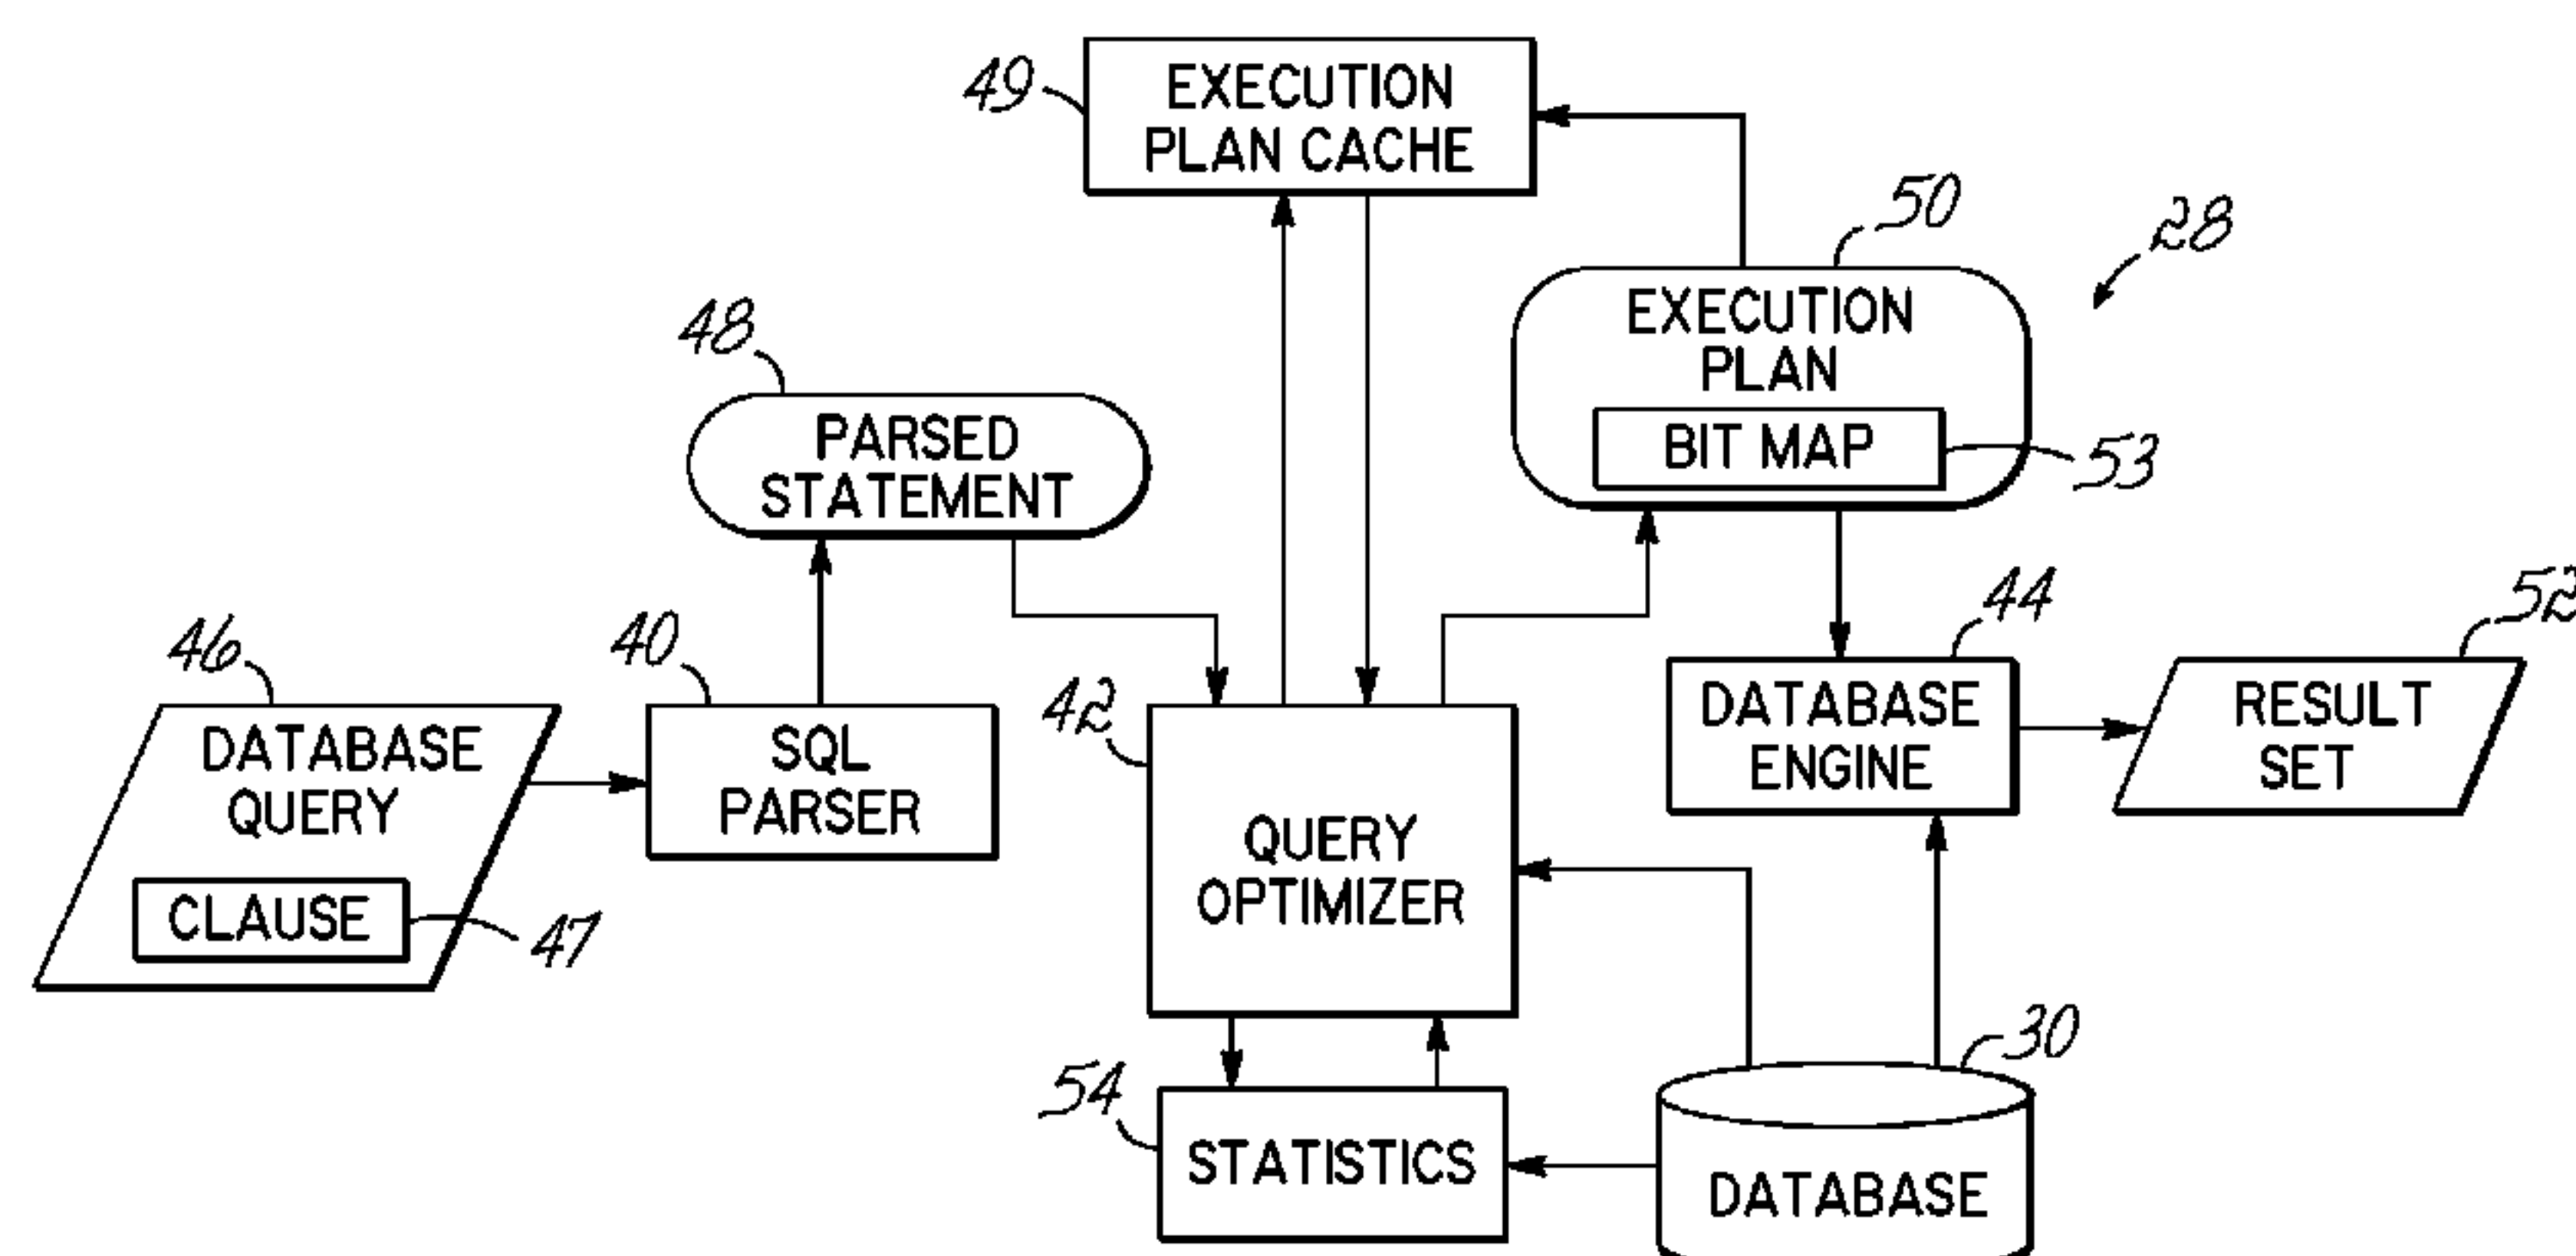 49
EXECUTION
PLAN CACHE
50
28
EXECUTION
PLAN
BIT MAP
53
48
PARSED
STATEMENT
46
DATABASE
QUERY
CLAUSE
47
40
SQL
PARSER
42
QUERY
OPTIMIZER
44
DATABASE
ENGINE
52
RESULT
SET
54
STATISTICS
30
DATABASE